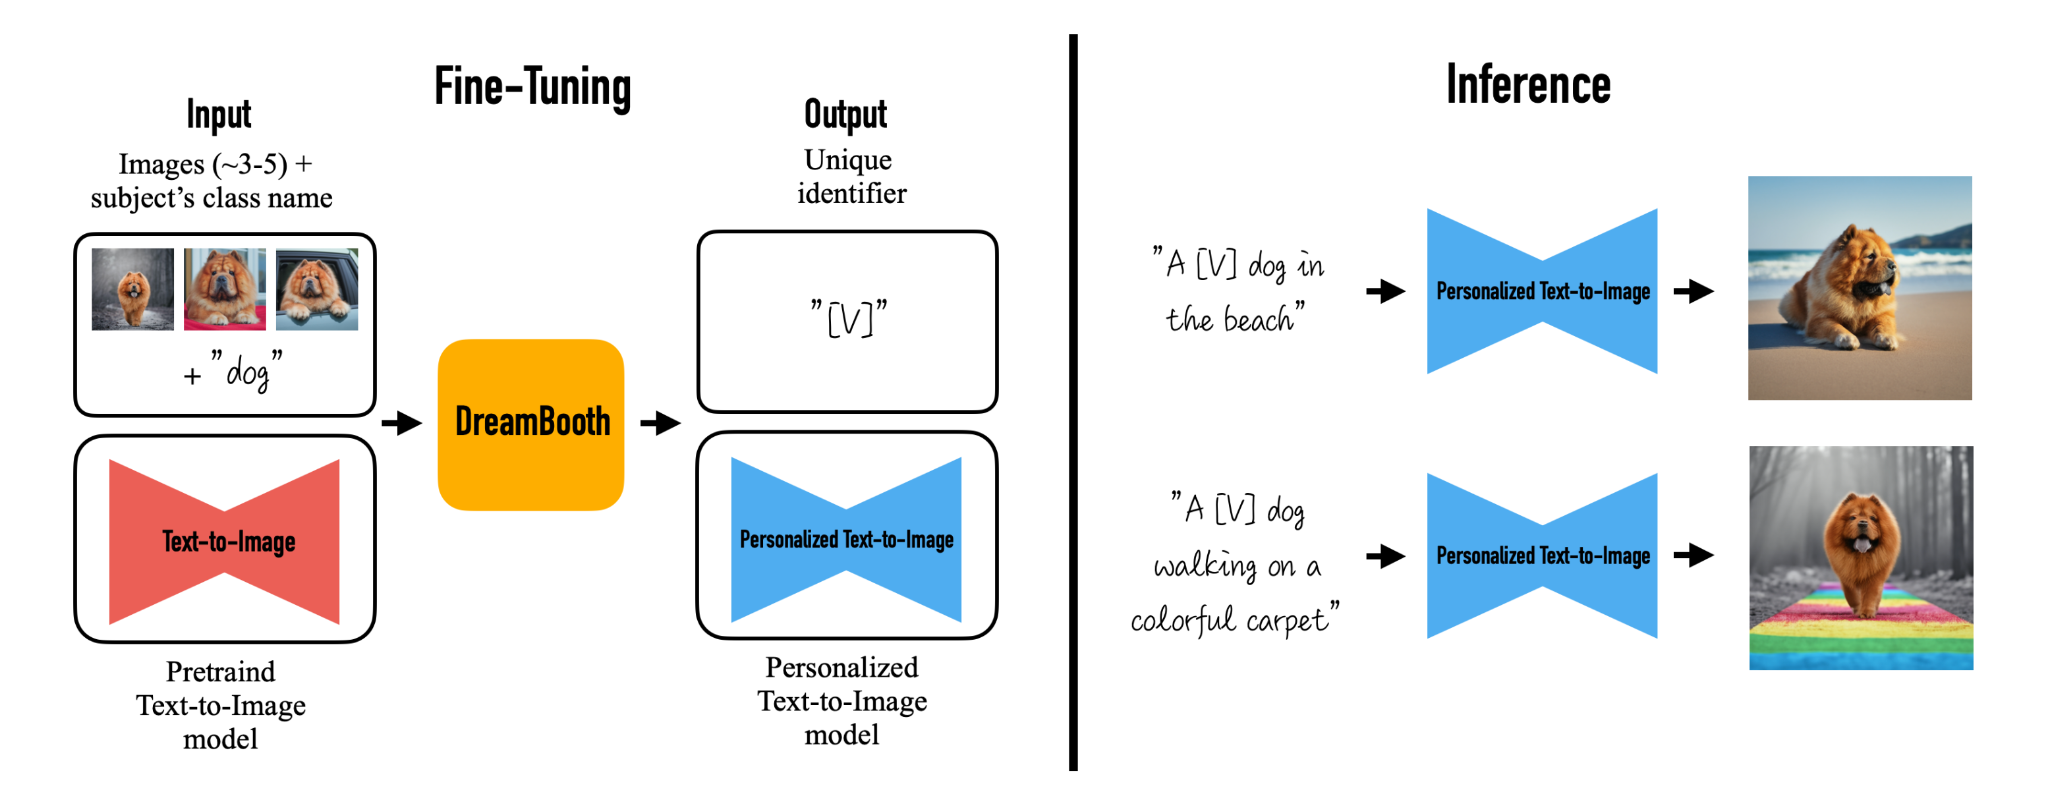 Fine-Tuning
Input
Images (~3-5) +
subject's class name
+ "dog"
Text-to-Image
Pretraind
Text-to-Image
model
DreamBooth
Output
Unique
identifier
"[V]"
Personalized Text-to-Image
Personalized
Text-to-Image
model
Inference
"A [V] dog in
the beach"
Personalized Text-to-Image
"A [V] dog
walking on a
colorful carpet"
Personalized Text-to-Image